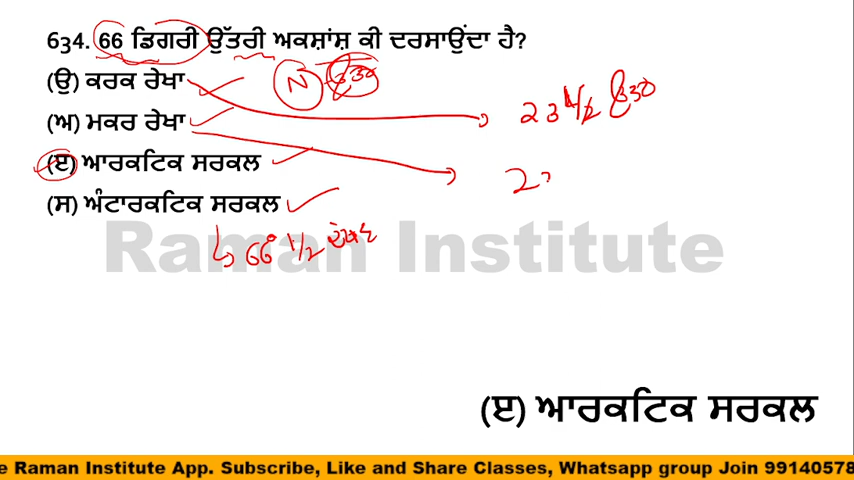 634. 66 ਡਿਗਰੀ ਉੱਤਰੀ ਅਕਸ਼ਾਂਸ਼ ਕੀ ਦਰਸਾਉਂਦਾ ਹੈ?
(ੳ) ਕਰਕ ਰੇਖਾ
N
23 1/2
(ਅ) ਮਕਰ ਰੇਖਾ
(ੲ) ਆਰਕਟਿਕ ਸਰਕਲ
2
(ਸ) ਅੰਟਾਰਕਟਿਕ ਸਰਕਲ
66° 1/2
Raman Institute
(ੲ) ਆਰਕਟਿਕ ਸਰਕਲ
e Raman Institute App. Subscribe, Like and Share Classes, Whatsapp group Join 99140578